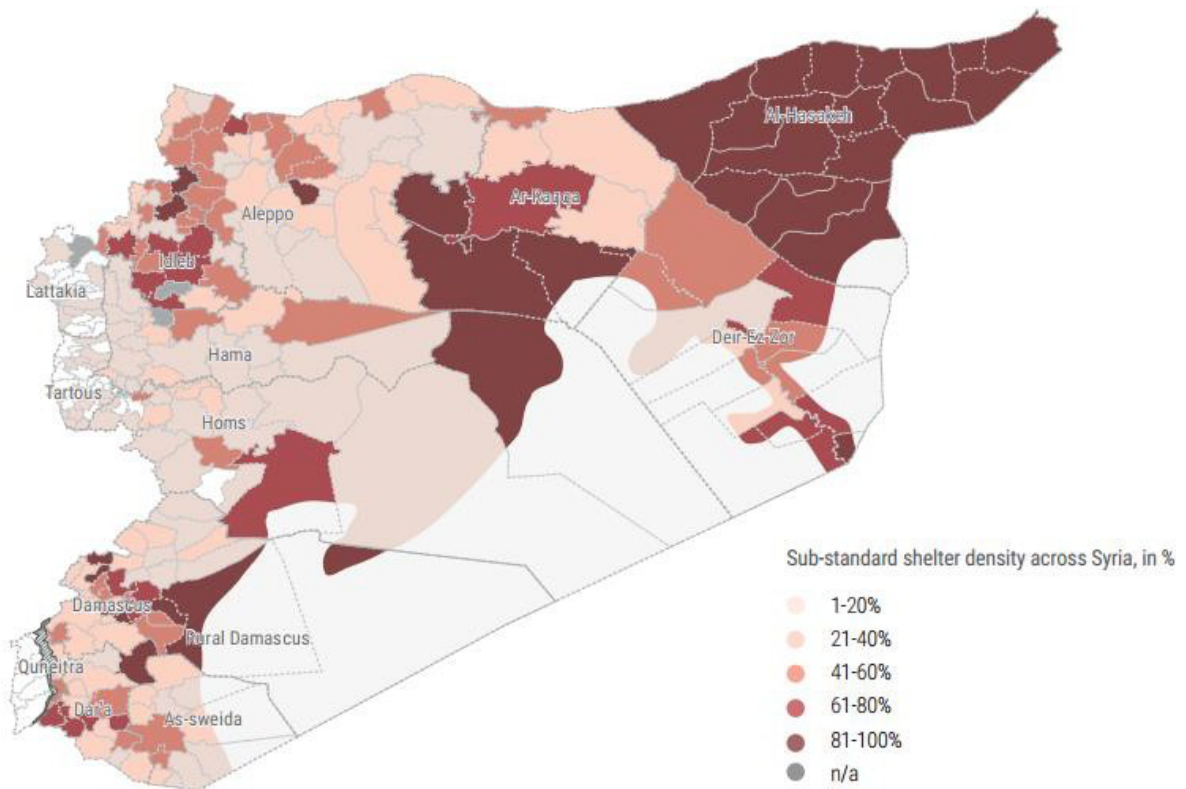 Al-Hasakeh
Ar-Raqqa
Aleppo
Idleb
Lattakia
Deir-Ez-Zor
Hama
Tartous
Homs
Sub-standard shelter density across Syria, in %
1-20%
21-40%
41-60%
61-80%
81-100%
n/a
Damascus
Rural Damascus
Quneitra
Dar'a
As-sweida